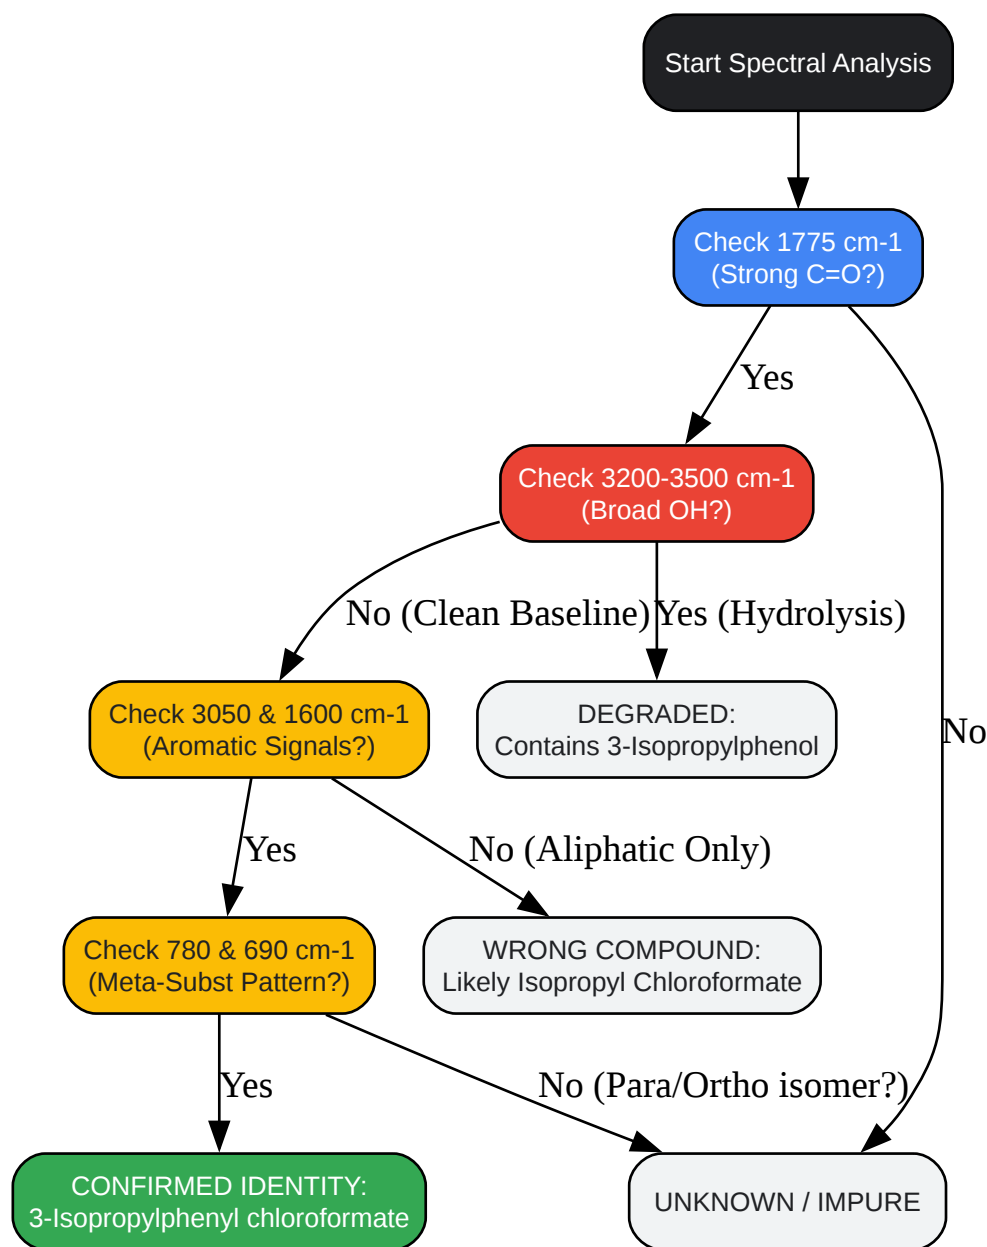 Start Spectral Analysis
Check 1775 cm-1
(Strong C=O?)
Yes
Check 3200-3500 cm-1
(Broad OH?)
No (Clean Baseline)
Yes (Hydrolysis)
Check 3050 & 1600 cm-1
(Aromatic Signals?)
DEGRADED:
Contains 3-Isopropylphenol
No
Yes
No (Aliphatic Only)
Check 780 & 690 cm-1
(Meta-Subst Pattern?)
WRONG COMPOUND:
Likely Isopropyl Chloroformate
Yes
No (Para/Ortho isomer?)
CONFIRMED IDENTITY:
3-Isopropylphenyl chloroformate
UNKNOWN / IMPURE